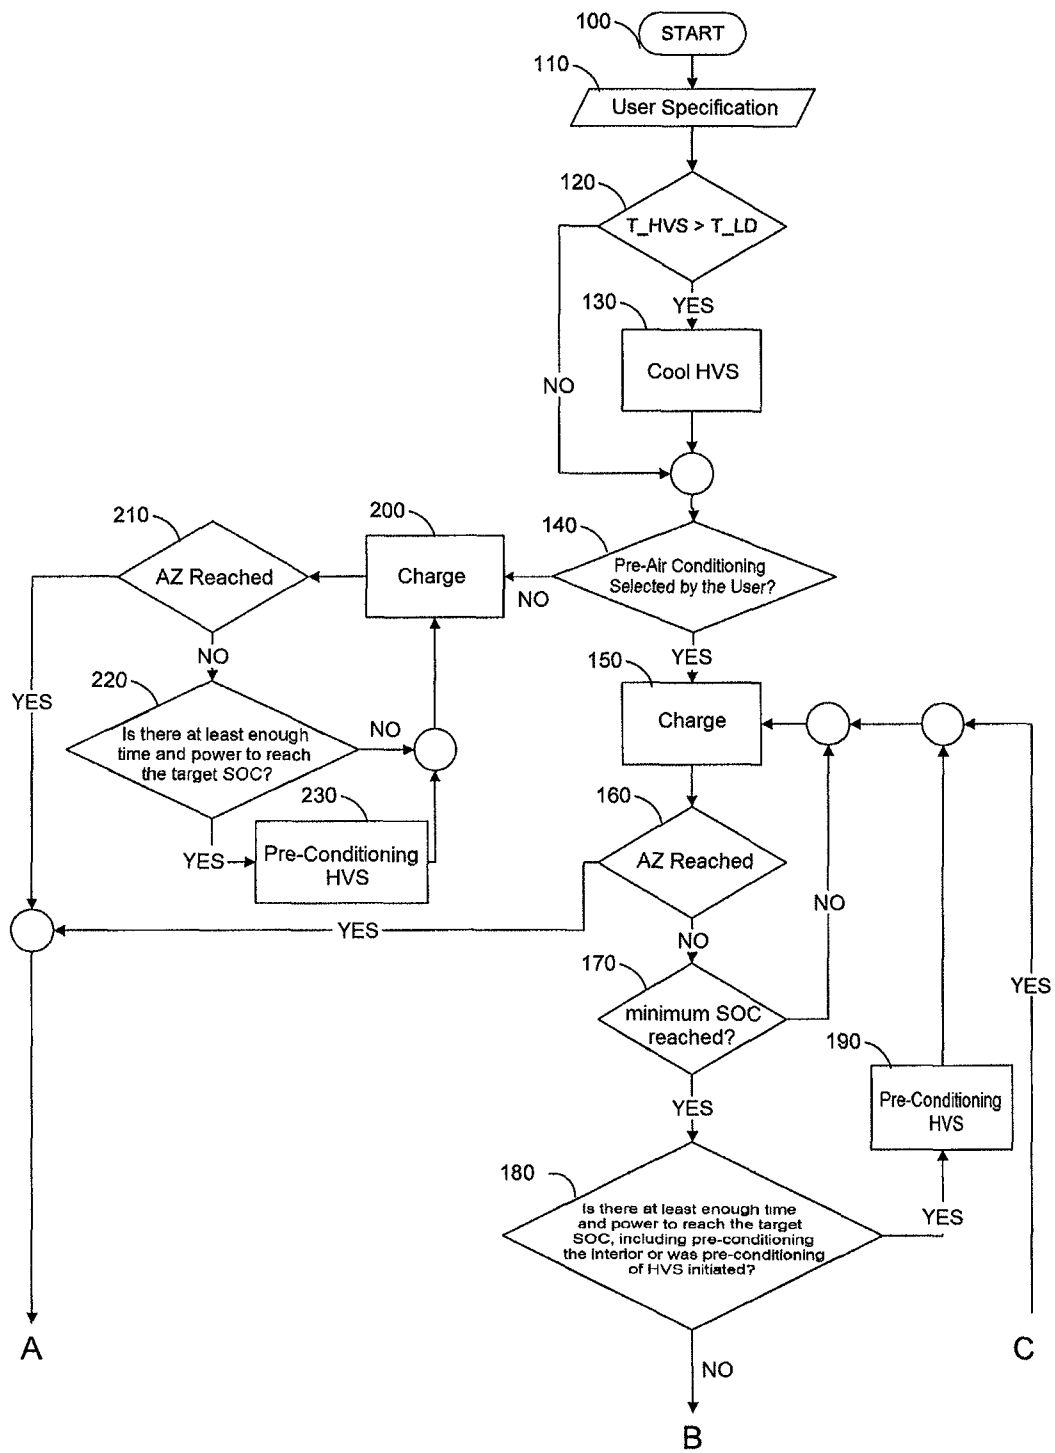 100
START
110
User Specification
120
T_HVS > T_LD
YES
130
Cool HVS
NO
140
Pre-Air Conditioning
Selected by the User?
NO
200
Charge
210
AZ Reached
NO
YES
220
Is there at least enough
time and power to reach
the target SOC?
NO
YES
230
Pre-Conditioning
HVS
YES
150
Charge
160
AZ Reached
YES
NO
170
minimum SOC
reached?
NO
YES
180
Is there at least enough time
and power to reach the target
SOC, including pre-conditioning
the interior or was pre-conditioning
of HVS initiated?
YES
190
Pre-Conditioning
HVS
YES
NO
A
B
C